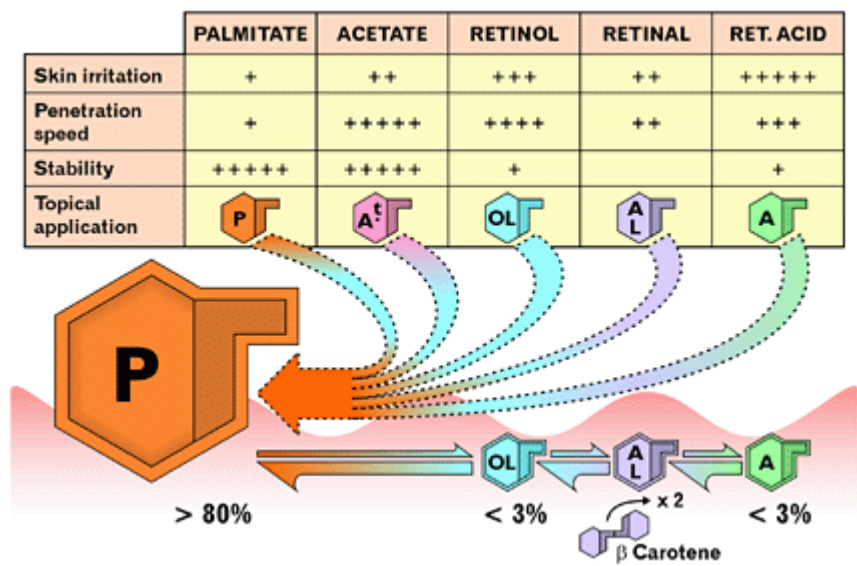 PALMITATE ACETATE RETINOL RETINAL RET. ACID
Skin irritation + ++ +++ ++ +++++
Penetration
speed + +++++ ++++ ++ +++
Stability +++++ +++++ + +
Topical
application
P At. OL AL A
P
OL AL A
x 2
> 80% < 3% < 3%
β Carotene